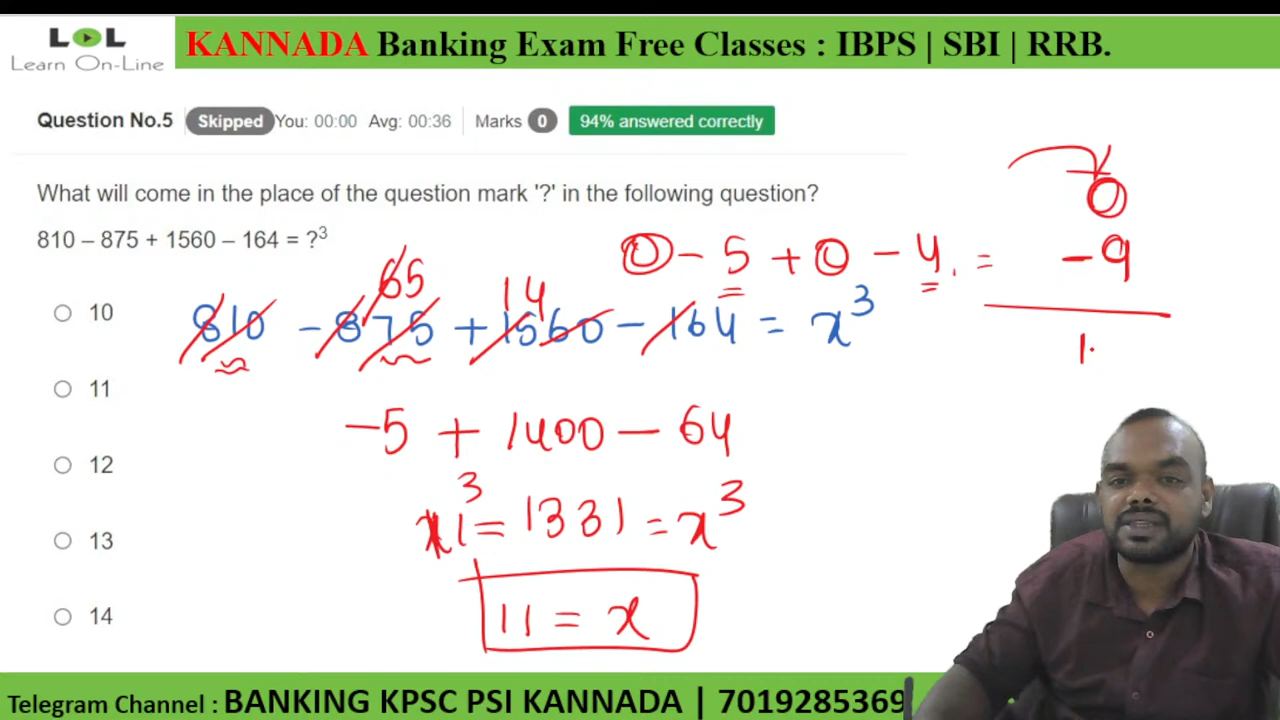 LOL
Learn On-Line
KANNADA Banking Exam Free Classes : IBPS | SBI | RRB.
Question No.5 Skipped You: 00:00 Avg: 00:36 Marks 0 94% answered correctly
What will come in the place of the question mark '?' in the following question?
810 – 875 + 1560 – 164 = ?³
0 - 5 + 0 - 4 =
0
-9
1
65
14
810 - 875 + 1560 - 164 = x³
-5 + 1400 - 64
11³ = 1331 = x³
11 = x
10
11
12
13
14
Telegram Channel : BANKING KPSC PSI KANNADA | 7019285369